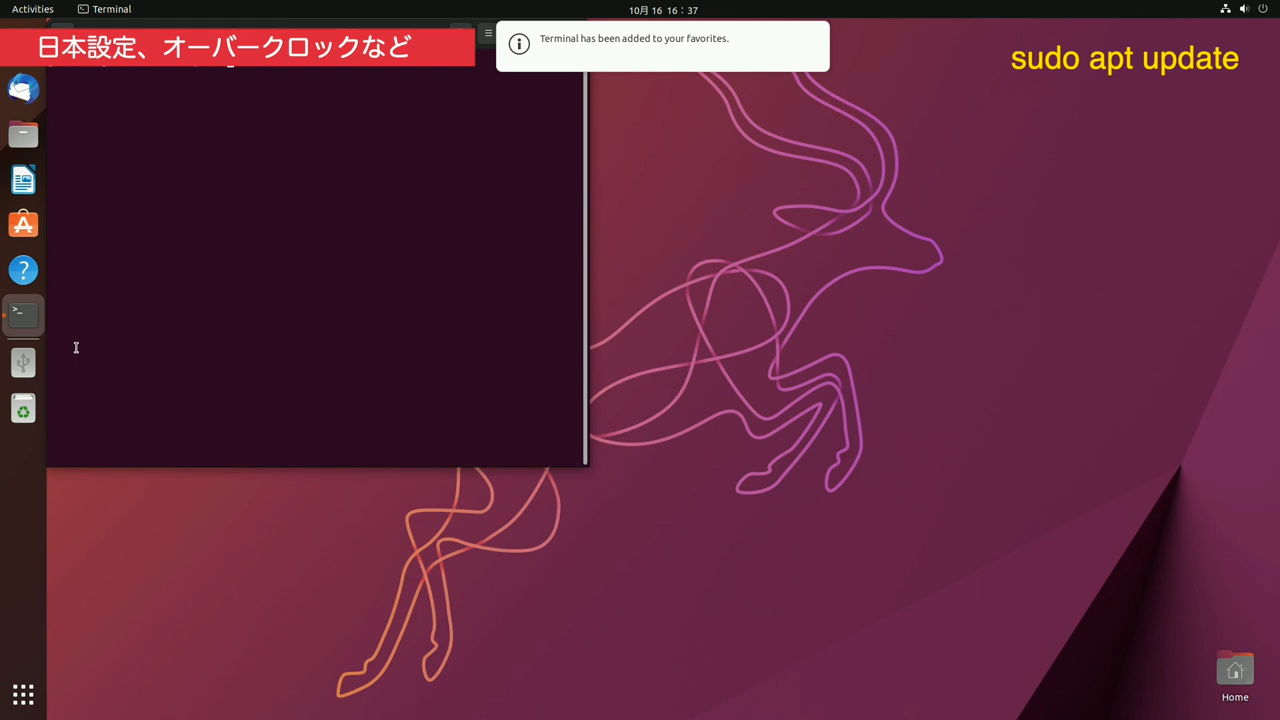 Activities
Terminal
10月 16 16：37
日本設定、オーバークロックなど
Terminal has been added to your favorites.
sudo apt update
Home